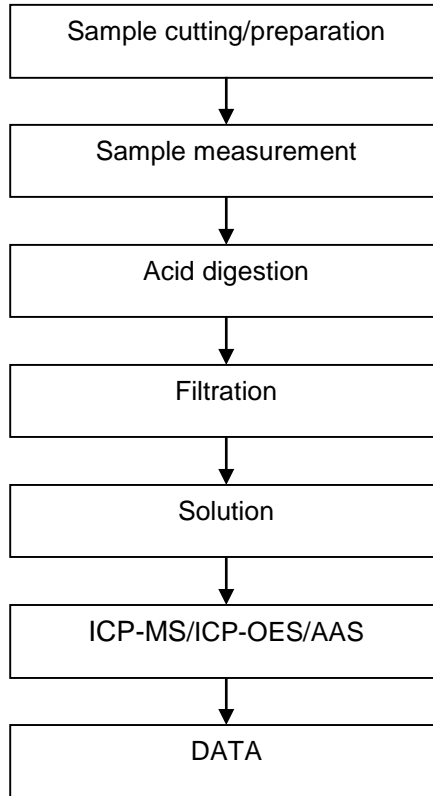 Sample cutting/preparation
Sample measurement
Acid digestion
Filtration
Solution
ICP-MS/ICP-OES/AAS
DATA